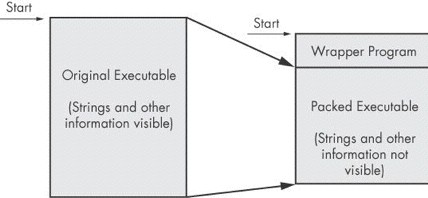 Start
Original Executable
(Strings and other
information visible)
Start
Wrapper Program
Packed Executable
(Strings and other
information not
visible)